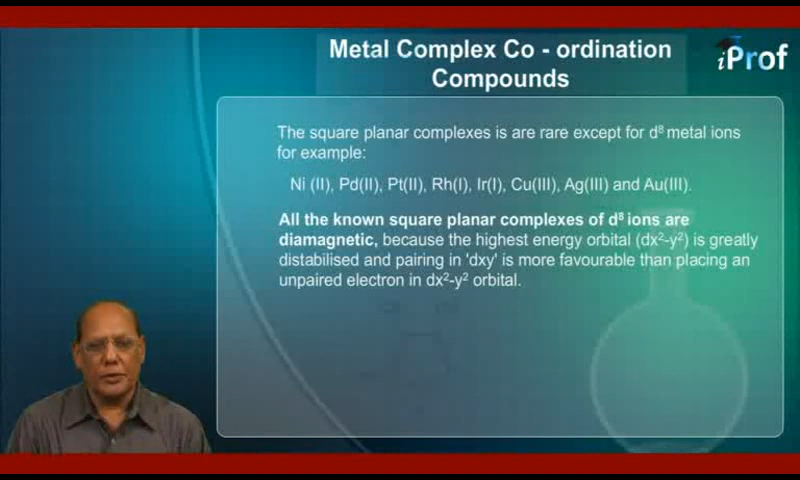 Metal Complex Co - ordination
Compounds
iProf
The square planar complexes is are rare except for d⁸ metal ions
for example:
Ni (II), Pd(II), Pt(II), Rh(I), Ir(I), Cu(III), Ag(III) and Au(III).
All the known square planar complexes of d⁸ ions are
diamagnetic, because the highest energy orbital (dx²-y²) is greatly
distabilised and pairing in 'dxy' is more favourable than placing an
unpaired electron in dx²-y² orbital.